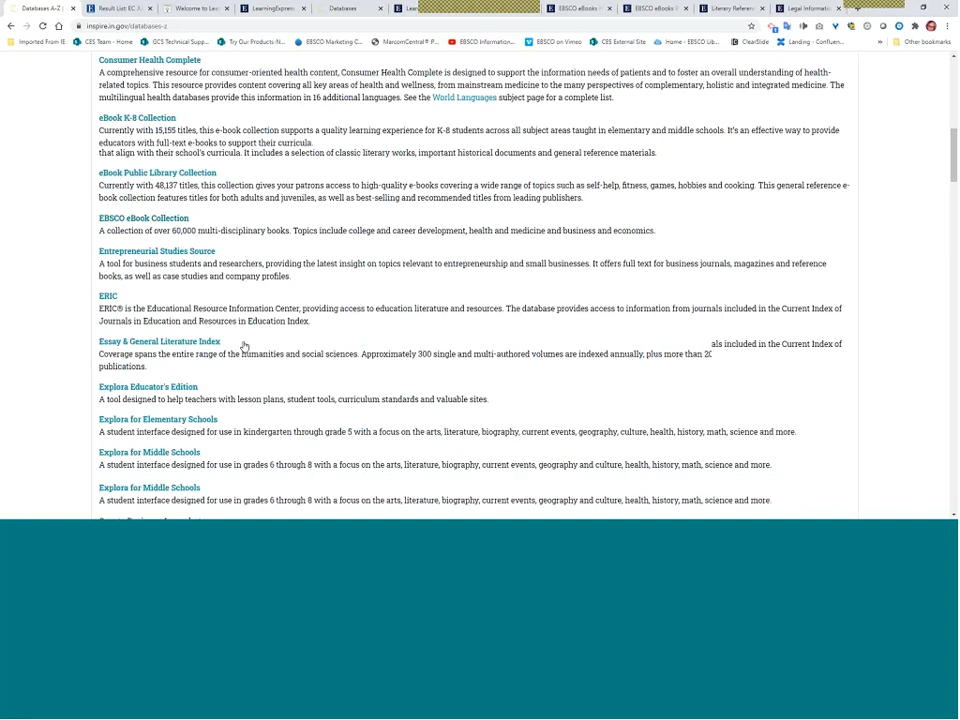 Databases A-Z |
Result List: EC J
Welcome to Lea
LearningExpres
Databases
Lear
EBSCO eBooks
EBSCO eBooks
Literary Referen
Legal Informatio
inspire.in.gov/databases-z
Imported From IE
CES Team - Home
GCS Technical Supp...
Try Our Products-N...
EBSCO Marketing C...
MarcomCentral® P...
EBSCO Information...
EBSCO on Vimeo
CES External Site
Home - EBSCO Lib...
ClearSlide
Landing - Confluen...
Other bookmarks
Consumer Health Complete
A comprehensive resource for consumer-oriented health content, Consumer Health Complete is designed to support the information needs of patients and to foster an overall understanding of health-
related topics. This resource provides content covering all key areas of health and wellness, from mainstream medicine to the many perspectives of complementary, holistic and integrated medicine. The
multilingual health databases provide this information in 16 additional languages. See the World Languages subject page for a complete list.
eBook K-8 Collection
Currently with 15,155 titles, this e-book collection supports a quality learning experience for K-8 students across all subject areas taught in elementary and middle schools. It's an effective way to provide
educators with full-text e-books to support their curricula.
that align with their school's curricula. It includes a selection of classic literary works, important historical documents and general reference materials.
eBook Public Library Collection
Currently with 48,137 titles, this collection gives your patrons access to high-quality e-books covering a wide range of topics such as self-help, fitness, games, hobbies and cooking. This general reference e-
book collection features titles for both adults and juveniles, as well as best-selling and recommended titles from leading publishers.
EBSCO eBook Collection
A collection of over 60,000 multi-disciplinary books. Topics include college and career development, health and medicine and business and economics.
Entrepreneurial Studies Source
A tool for business students and researchers, providing the latest insight on topics relevant to entrepreneurship and small businesses. It offers full text for business journals, magazines and reference
books, as well as case studies and company profiles.
ERIC
ERIC® is the Educational Resource Information Center, providing access to education literature and resources. The database provides access to information from journals included in the Current Index of
Journals in Education and Resources in Education Index.
Essay & General Literature Index
als included in the Current Index of
Coverage spans the entire range of the humanities and social sciences. Approximately 300 single and multi-authored volumes are indexed annually, plus more than 20
publications.
Explora Educator's Edition
A tool designed to help teachers with lesson plans, student tools, curriculum standards and valuable sites.
Explora for Elementary Schools
A student interface designed for use in kindergarten through grade 5 with a focus on the arts, literature, biography, current events, geography, culture, health, history, math, science and more.
Explora for Middle Schools
A student interface designed for use in grades 6 through 8 with a focus on the arts, literature, biography, current events, geography and culture, health, history, math, science and more.
Explora for Middle Schools
A student interface designed for use in grades 6 through 8 with a focus on the arts, literature, biography, current events, geography and culture, health, history, math, science and more.